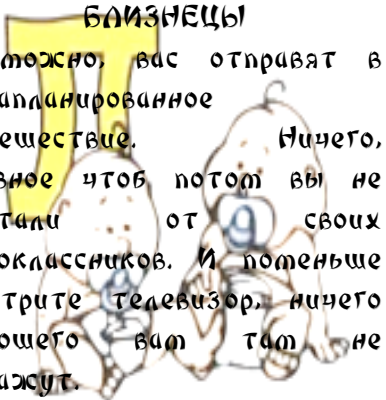 БЛИЗНЕЦЫ
можно, вас отправят в
апланированное
ешествие. Ничего,
вное чтоб потом вы не
тали от своих
оклассников. И поменьше
трите телевизор, ничего
ошего вам там не
ажут.